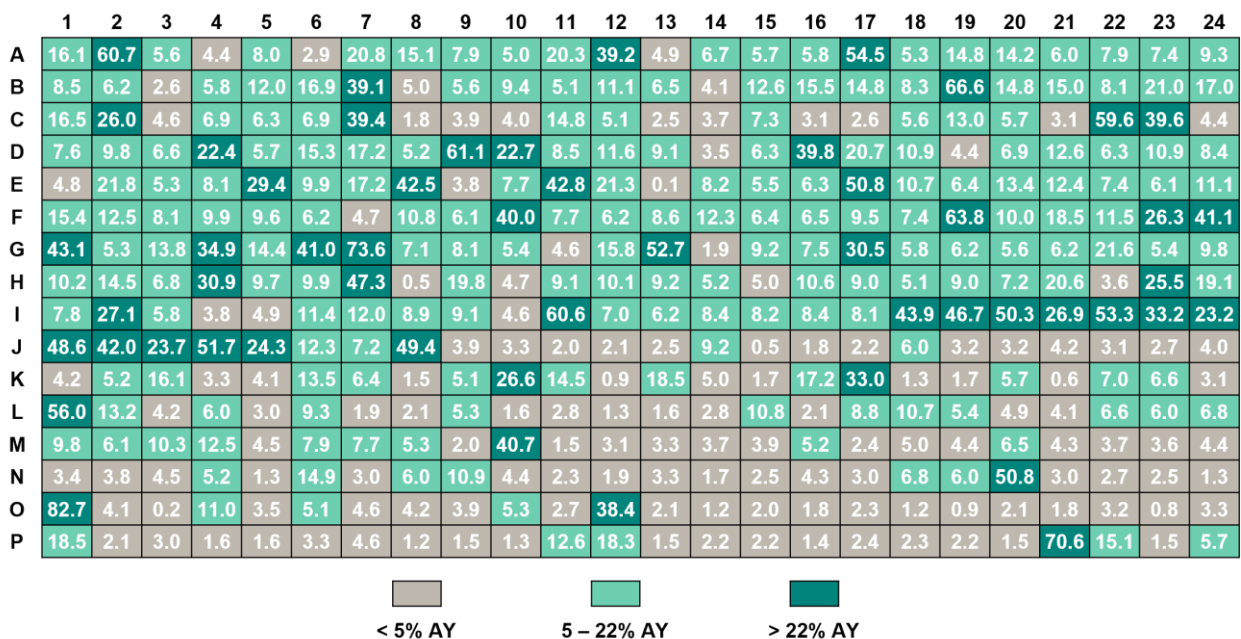 1 2 3 4 5 6 7 8 9 10 11 12 13 14 15 16 17 18 19 20 21 22 23 24
A 16.1 60.7 5.6 4.4 8.0 2.9 20.8 15.1 7.9 5.0 20.3 39.2 4.9 6.7 5.7 5.8 54.5 5.3 14.8 14.2 6.0 7.9 7.4 9.3
B 8.5 6.2 2.6 5.8 12.0 16.9 39.1 5.0 5.6 9.4 5.1 11.1 6.5 4.1 12.6 15.5 14.8 8.3 66.6 14.8 15.0 8.1 21.0 17.0
C 16.5 26.0 4.6 6.9 6.3 6.9 39.4 1.8 3.9 4.0 14.8 5.1 2.5 3.7 7.3 3.1 2.6 5.6 13.0 5.7 3.1 59.6 39.6 4.4
D 7.6 9.8 6.6 22.4 5.7 15.3 17.2 5.2 61.1 22.7 8.5 11.6 9.1 3.5 6.3 39.8 20.7 10.9 4.4 6.9 12.6 6.3 10.9 8.4
E 4.8 21.8 5.3 8.1 29.4 9.9 17.2 42.5 3.8 7.7 42.8 21.3 0.1 8.2 5.5 6.3 50.8 10.7 6.4 13.4 12.4 7.4 6.1 11.1
F 15.4 12.5 8.1 9.9 9.6 6.2 4.7 10.8 6.1 40.0 7.7 6.2 8.6 12.3 6.4 6.5 9.5 7.4 63.8 10.0 18.5 11.5 26.3 41.1
G 43.1 5.3 13.8 34.9 14.4 41.0 73.6 7.1 8.1 5.4 4.6 15.8 52.7 1.9 9.2 7.5 30.5 5.8 6.2 5.6 6.2 21.6 5.4 9.8
H 10.2 14.5 6.8 30.9 9.7 9.9 47.3 0.5 19.8 4.7 9.1 10.1 9.2 5.2 5.0 10.6 9.0 5.1 9.0 7.2 20.6 3.6 25.5 19.1
I 7.8 27.1 5.8 3.8 4.9 11.4 12.0 8.9 9.1 4.6 60.6 7.0 6.2 8.4 8.2 8.4 8.1 43.9 46.7 50.3 26.9 53.3 33.2 23.2
J 48.6 42.0 23.7 51.7 24.3 12.3 7.2 49.4 3.9 3.3 2.0 2.1 2.5 9.2 0.5 1.8 2.2 6.0 3.2 3.2 4.2 3.1 2.7 4.0
K 4.2 5.2 16.1 3.3 4.1 13.5 6.4 1.5 5.1 26.6 14.5 0.9 18.5 5.0 1.7 17.2 33.0 1.3 1.7 5.7 0.6 7.0 6.6 3.1
L 56.0 13.2 4.2 6.0 3.0 9.3 1.9 2.1 5.3 1.6 2.8 1.3 1.6 2.8 10.8 2.1 8.8 10.7 5.4 4.9 4.1 6.6 6.0 6.8
M 9.8 6.1 10.3 12.5 4.5 7.9 7.7 5.3 2.0 40.7 1.5 3.1 3.3 3.7 3.9 5.2 2.4 5.0 4.4 6.5 4.3 3.7 3.6 4.4
N 3.4 3.8 4.5 5.2 1.3 14.9 3.0 6.0 10.9 4.4 2.3 1.9 3.3 1.7 2.5 4.3 3.0 6.8 6.0 50.8 3.0 2.7 2.5 1.3
O 82.7 4.1 0.2 11.0 3.5 5.1 4.6 4.2 3.9 5.3 2.7 38.4 2.1 1.2 2.0 1.8 2.3 1.2 0.9 2.1 1.8 3.2 0.8 3.3
P 18.5 2.1 3.0 1.6 1.6 3.3 4.6 1.2 1.5 1.3 12.6 18.3 1.5 2.2 2.2 1.4 2.4 2.3 2.2 1.5 70.6 15.1 1.5 5.7
< 5% AY 5 – 22% AY > 22% AY